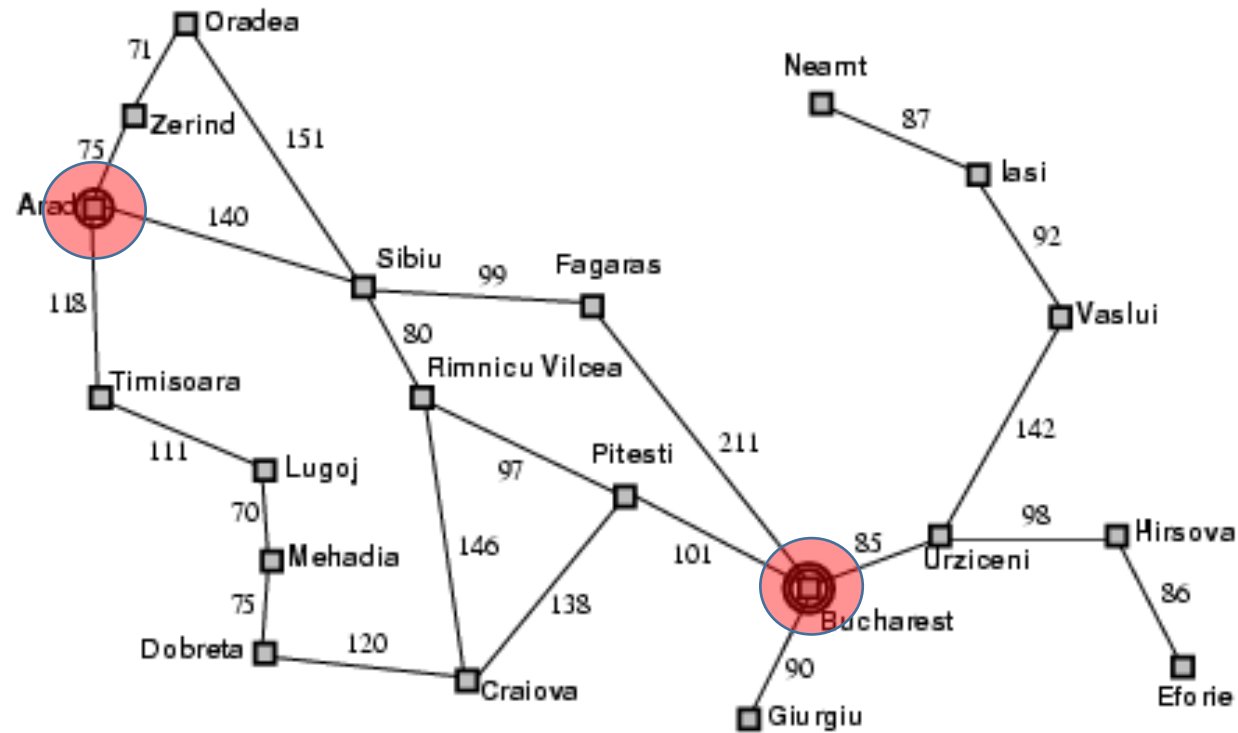 Oradea
71
Neamt
87
Zerind
151
75
Iasi
Arad
140
92
Sibiu
Fagaras
99
118
Vaslui
80
Rimnicu Vilcea
Timisoara
142
111
Pitesti
211
Lugoj
97
70
98
Hirsova
146
101
85
Mehadia
Urziceni
86
75
138
Bucharest
Dobreta
120
90
Craiova
Eforie
Giurgiu